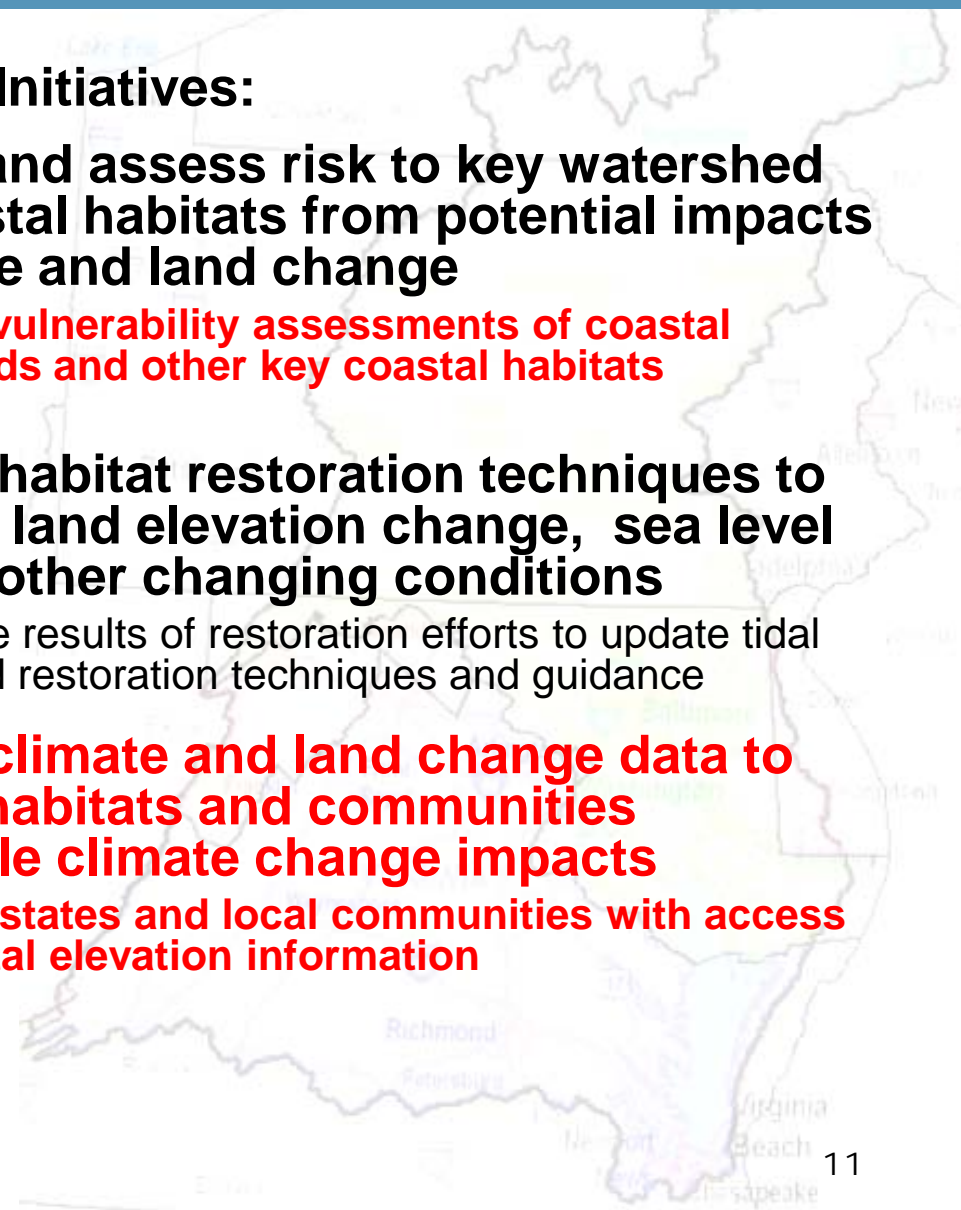 Initiatives:
and assess risk to key watershed
stal habitats from potential impacts
e and land change
vulnerability assessments of coastal
ds and other key coastal habitats
habitat restoration techniques to
land elevation change, sea level
other changing conditions
e results of restoration efforts to update tidal
l restoration techniques and guidance
climate and land change data to
habitats and communities
le climate change impacts
states and local communities with access
tal elevation information
Richmond
Petersburg
Virginia
Beach
11